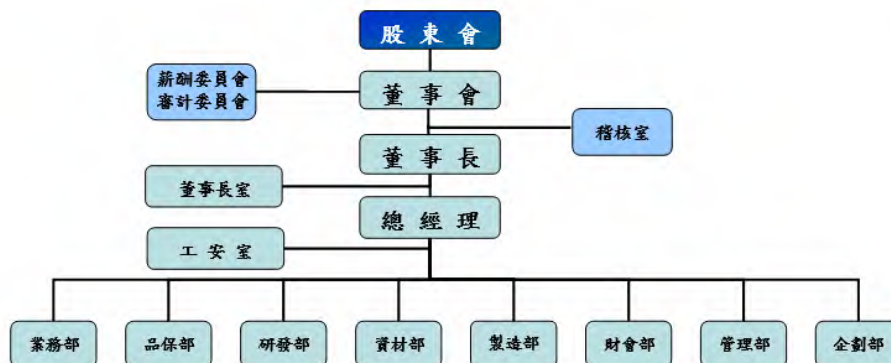 股東會
薪酬委員會
審計委員會
董事會
稽核室
董事長
董事長室
總經理
工安室
業務部
品保部
研發部
資材部
製造部
財會部
管理部
企劃部